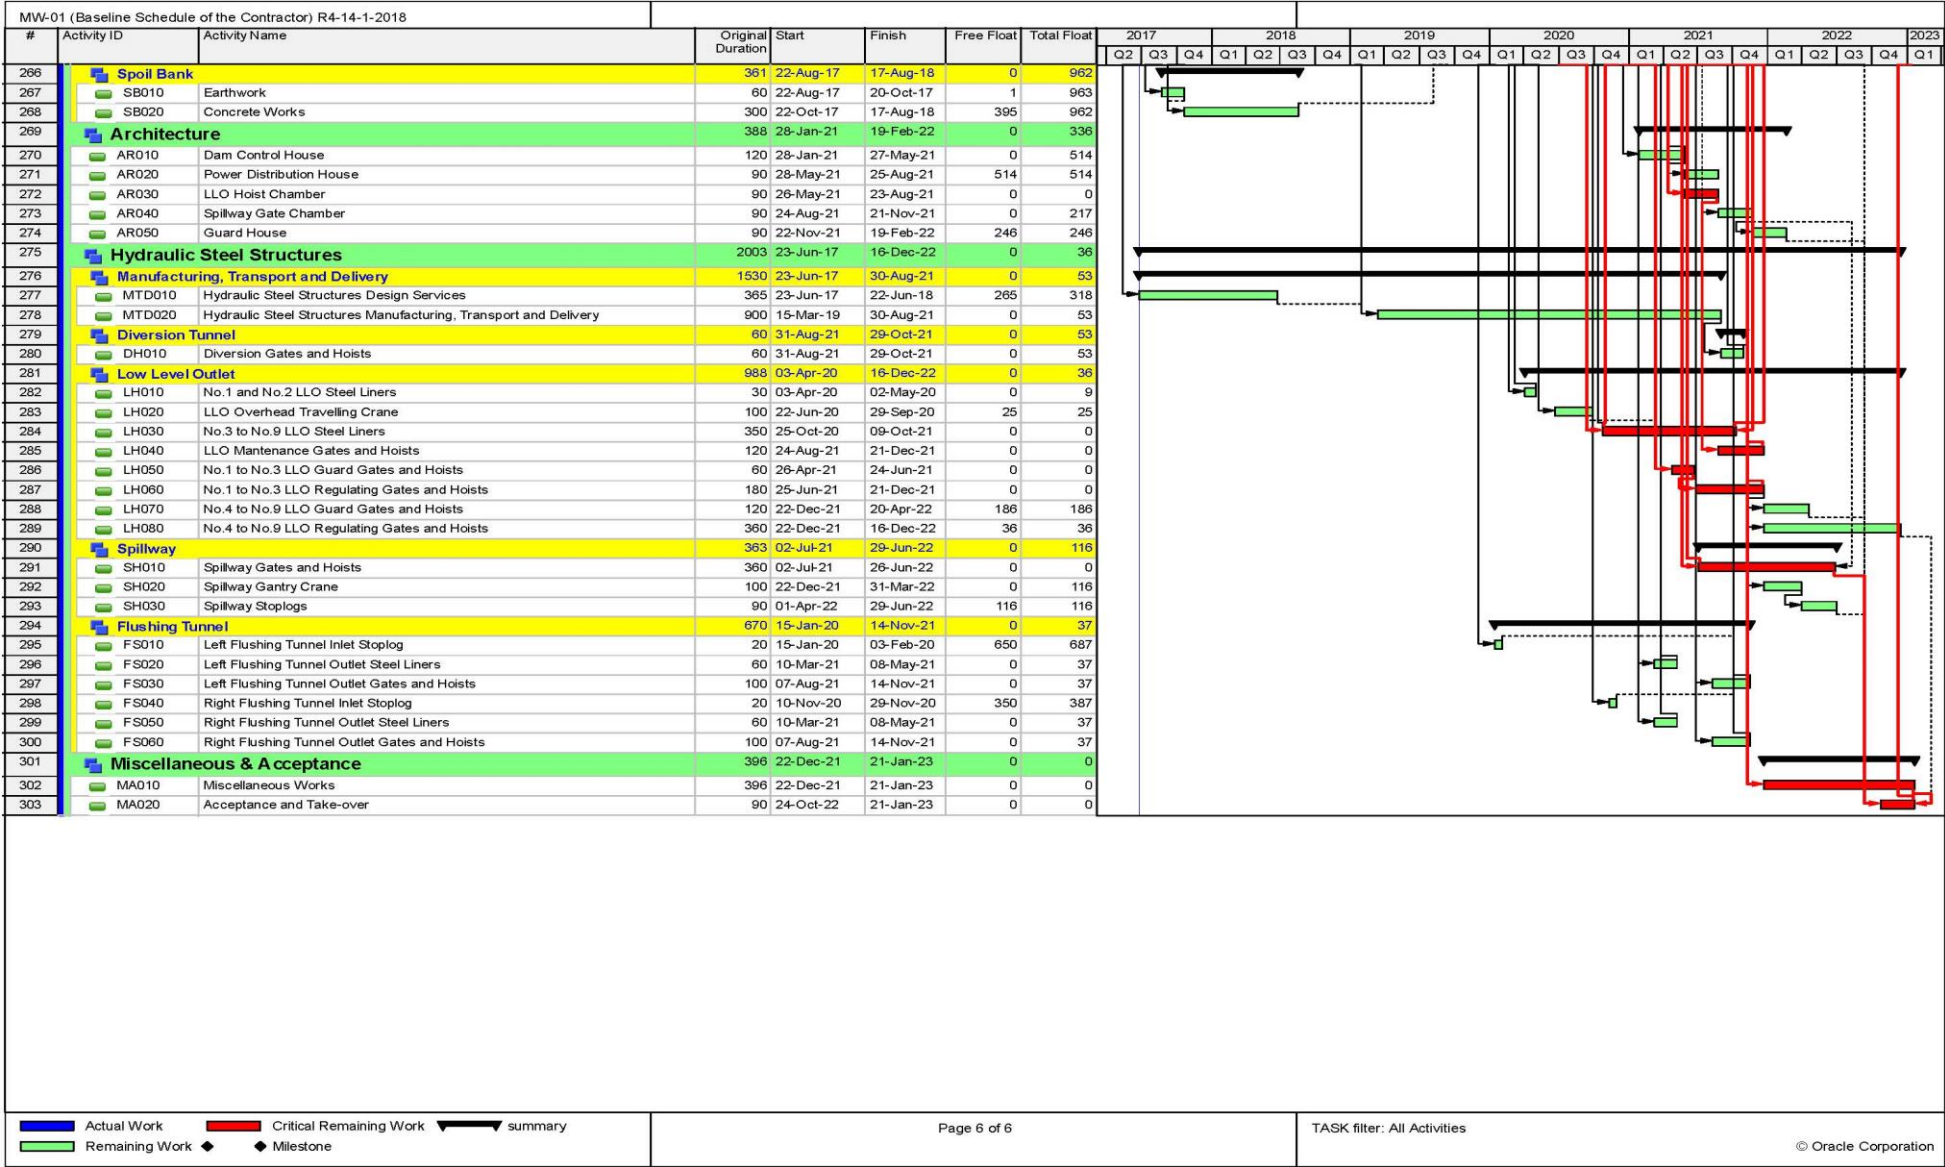 MW-01 (Baseline Schedule of the Contractor) R4-14-1-2018
# Activity ID Activity Name Original Duration Start Finish Free Float Total Float 2017 2018 2019 2020 2021 2022 2023
Q2 Q3 Q4 Q1 Q2 Q3 Q4 Q1 Q2 Q3 Q4 Q1 Q2 Q3 Q4 Q1 Q2 Q3 Q4 Q1 Q2 Q3 Q4 Q1
266 Spoil Bank 361 22-Aug-17 17-Aug-18 0 962
267 SB010 Earthwork 60 22-Aug-17 20-Oct-17 1 963
268 SB020 Concrete Works 300 22-Oct-17 17-Aug-18 395 962
269 Architecture 388 28-Jan-21 19-Feb-22 0 336
270 AR010 Dam Control House 120 28-Jan-21 27-May-21 0 514
271 AR020 Power Distribution House 90 28-May-21 25-Aug-21 514 514
272 AR030 LLO Hoist Chamber 90 26-May-21 23-Aug-21 0 0
273 AR040 Spillway Gate Chamber 90 24-Aug-21 21-Nov-21 0 217
274 AR050 Guard House 90 22-Nov-21 19-Feb-22 246 246
275 Hydraulic Steel Structures 2003 23-Jun-17 16-Dec-22 0 36
276 Manufacturing, Transport and Delivery 1530 23-Jun-17 30-Aug-21 0 53
277 MTD010 Hydraulic Steel Structures Design Services 365 23-Jun-17 22-Jun-18 265 318
278 MTD020 Hydraulic Steel Structures Manufacturing, Transport and Delivery 900 15-Mar-19 30-Aug-21 0 53
279 Diversion Tunnel 60 31-Aug-21 29-Oct-21 0 53
280 DH010 Diversion Gates and Hoists 60 31-Aug-21 29-Oct-21 0 53
281 Low Level Outlet 988 03-Apr-20 16-Dec-22 0 36
282 LH010 No.1 and No.2 LLO Steel Liners 30 03-Apr-20 02-May-20 0 9
283 LH020 LLO Overhead Travelling Crane 100 22-Jun-20 29-Sep-20 25 25
284 LH030 No.3 to No.9 LLO Steel Liners 350 25-Oct-20 09-Oct-21 0 0
285 LH040 LLO Mantenance Gates and Hoists 120 24-Aug-21 21-Dec-21 0 0
286 LH050 No.1 to No.3 LLO Guard Gates and Hoists 60 26-Apr-21 24-Jun-21 0 0
287 LH060 No.1 to No.3 LLO Regulating Gates and Hoists 180 25-Jun-21 21-Dec-21 0 0
288 LH070 No.4 to No.9 LLO Guard Gates and Hoists 120 22-Dec-21 20-Apr-22 186 186
289 LH080 No.4 to No.9 LLO Regulating Gates and Hoists 360 22-Dec-21 16-Dec-22 36 36
290 Spillway 363 02-Jul-21 29-Jun-22 0 116
291 SH010 Spillway Gates and Hoists 360 02-Jul-21 26-Jun-22 0 0
292 SH020 Spillway Gantry Crane 100 22-Dec-21 31-Mar-22 0 116
293 SH030 Spillway Stoplogs 90 01-Apr-22 29-Jun-22 116 116
294 Flushing Tunnel 670 15-Jan-20 14-Nov-21 0 37
295 FS010 Left Flushing Tunnel Inlet Stoplog 20 15-Jan-20 03-Feb-20 650 687
296 FS020 Left Flushing Tunnel Outlet Steel Liners 60 10-Mar-21 08-May-21 0 37
297 FS030 Left Flushing Tunnel Outlet Gates and Hoists 100 07-Aug-21 14-Nov-21 0 37
298 FS040 Right Flushing Tunnel Inlet Stoplog 20 10-Nov-20 29-Nov-20 350 387
299 FS050 Right Flushing Tunnel Outlet Steel Liners 60 10-Mar-21 08-May-21 0 37
300 FS060 Right Flushing Tunnel Outlet Gates and Hoists 100 07-Aug-21 14-Nov-21 0 37
301 Miscellaneous & Acceptance 396 22-Dec-21 21-Jan-23 0 0
302 MA010 Miscellaneous Works 396 22-Dec-21 21-Jan-23 0 0
303 MA020 Acceptance and Take-over 90 24-Oct-22 21-Jan-23 0 0
Actual Work Critical Remaining Work summary
Remaining Work Milestone
Page 6 of 6
TASK filter: All Activities
© Oracle Corporation